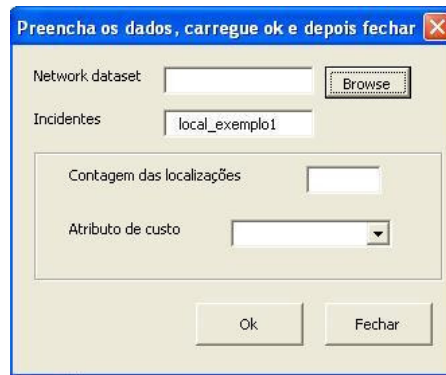 Preencha os dados, carregue ok e depois fechar
Network dataset
Browse
Incidentes
local_exemplo1
Contagem das localizações
Atributo de custo
Ok
Fechar